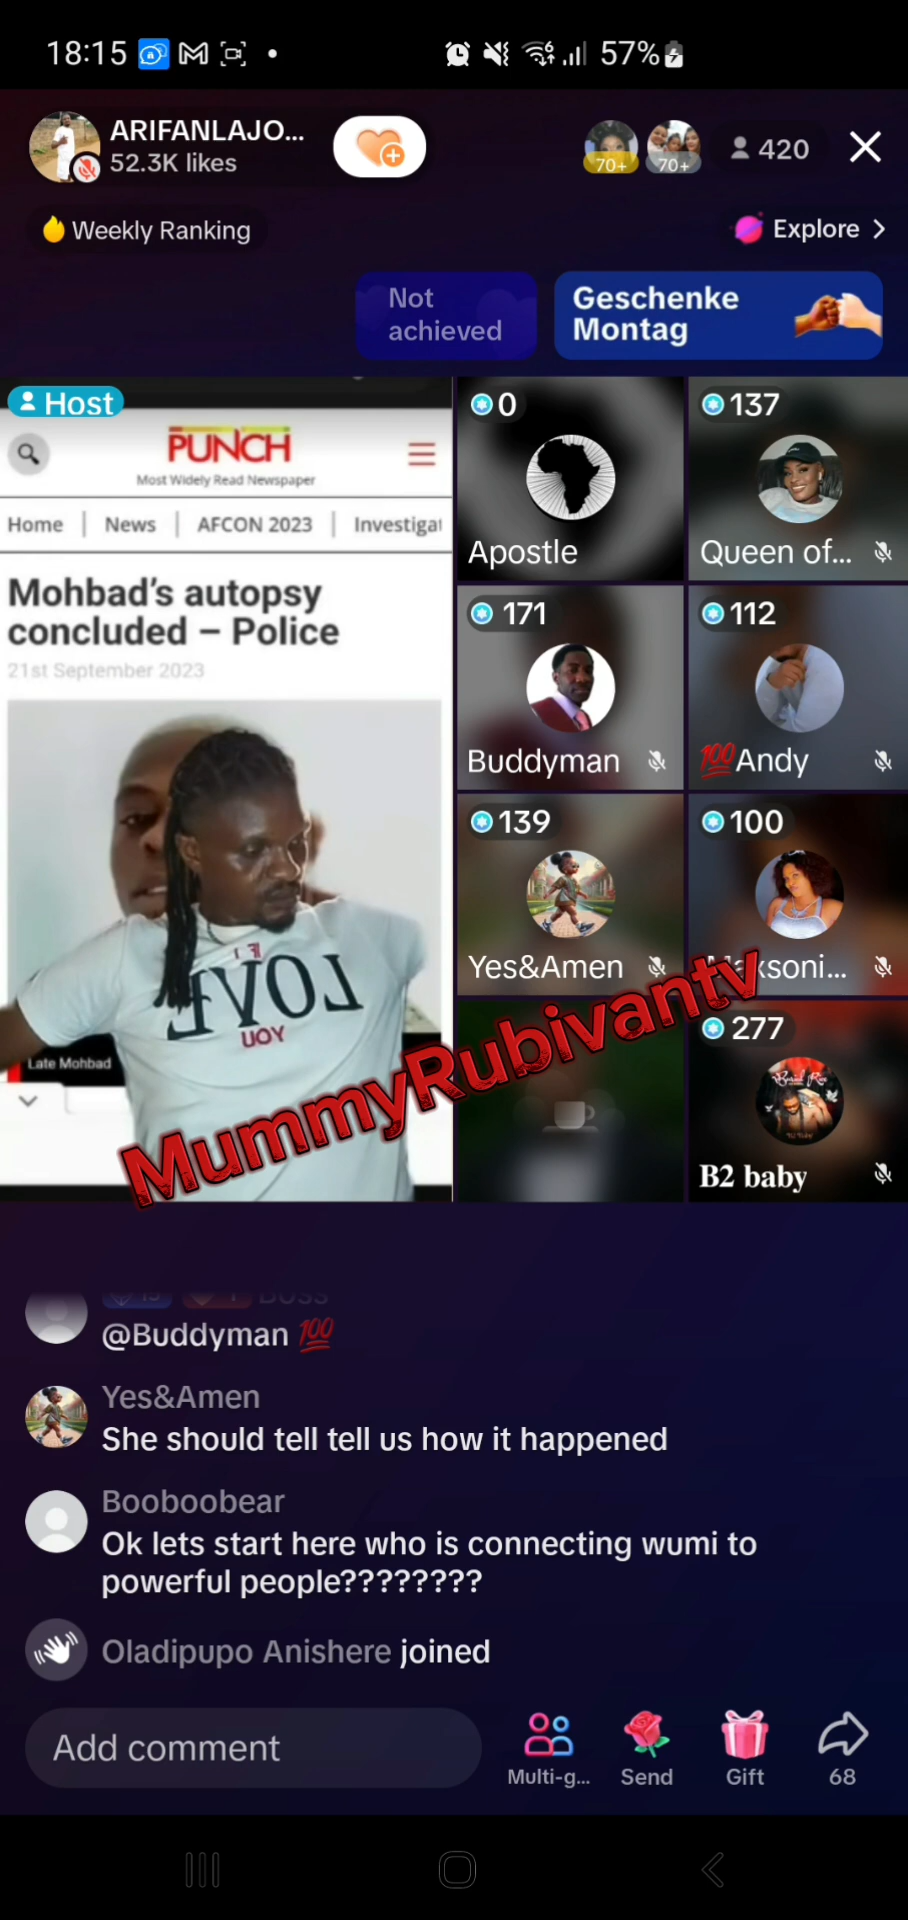 18:15
57%
ARIFANLAJO...
52.3K likes
70+
70+
420
Weekly Ranking
Explore >
Not
achieved
Geschenke
Montag
Host
PUNCH
Most Widely Read Newspaper
Home | News | AFCON 2023 | Investigat
Mohbad's autopsy
concluded – Police
21st September 2023
LOVE
YOU
Late Mohbad
0
Apostle
137
Queen of...
171
Buddyman
112
💯Andy
139
Yes&Amen
100
277
B2 baby
MummyRubivantv
@Buddyman 💯
Yes&Amen
She should tell tell us how it happened
Booboobear
Ok lets start here who is connecting wumi to
powerful people????????
Oladipupo Anishere joined
Add comment
Multi-g...
Send
Gift
68